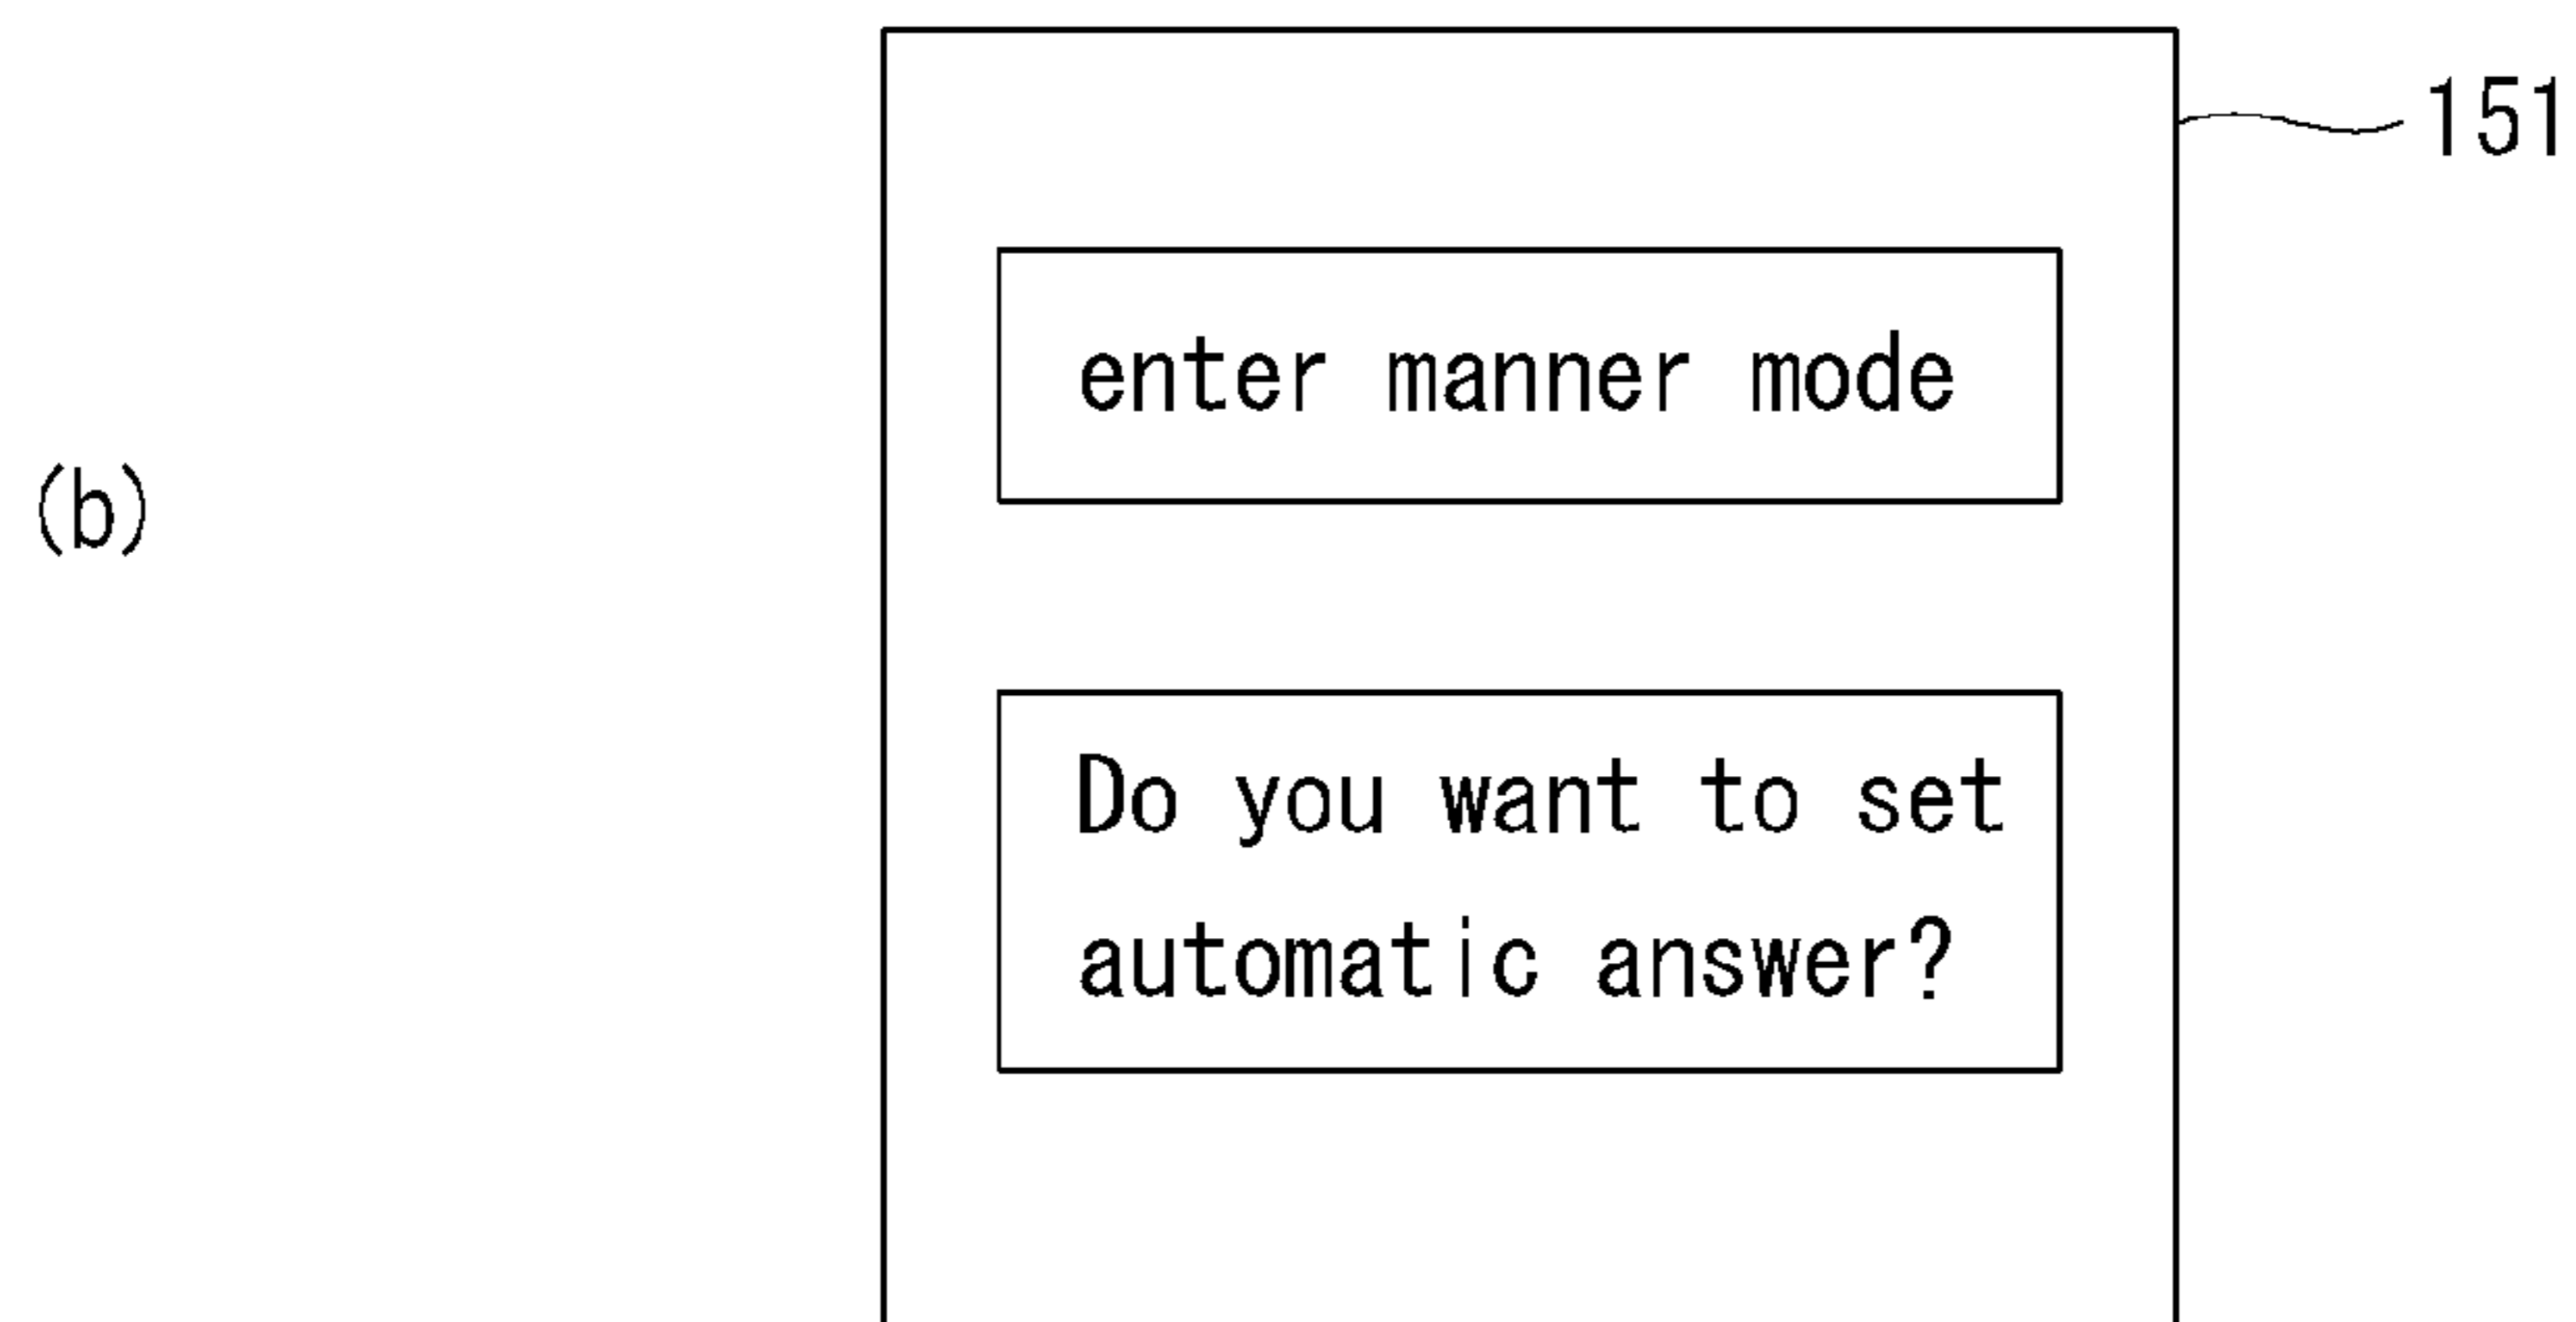 151
enter manner mode
(b)
Do you want to set
automatic answer?